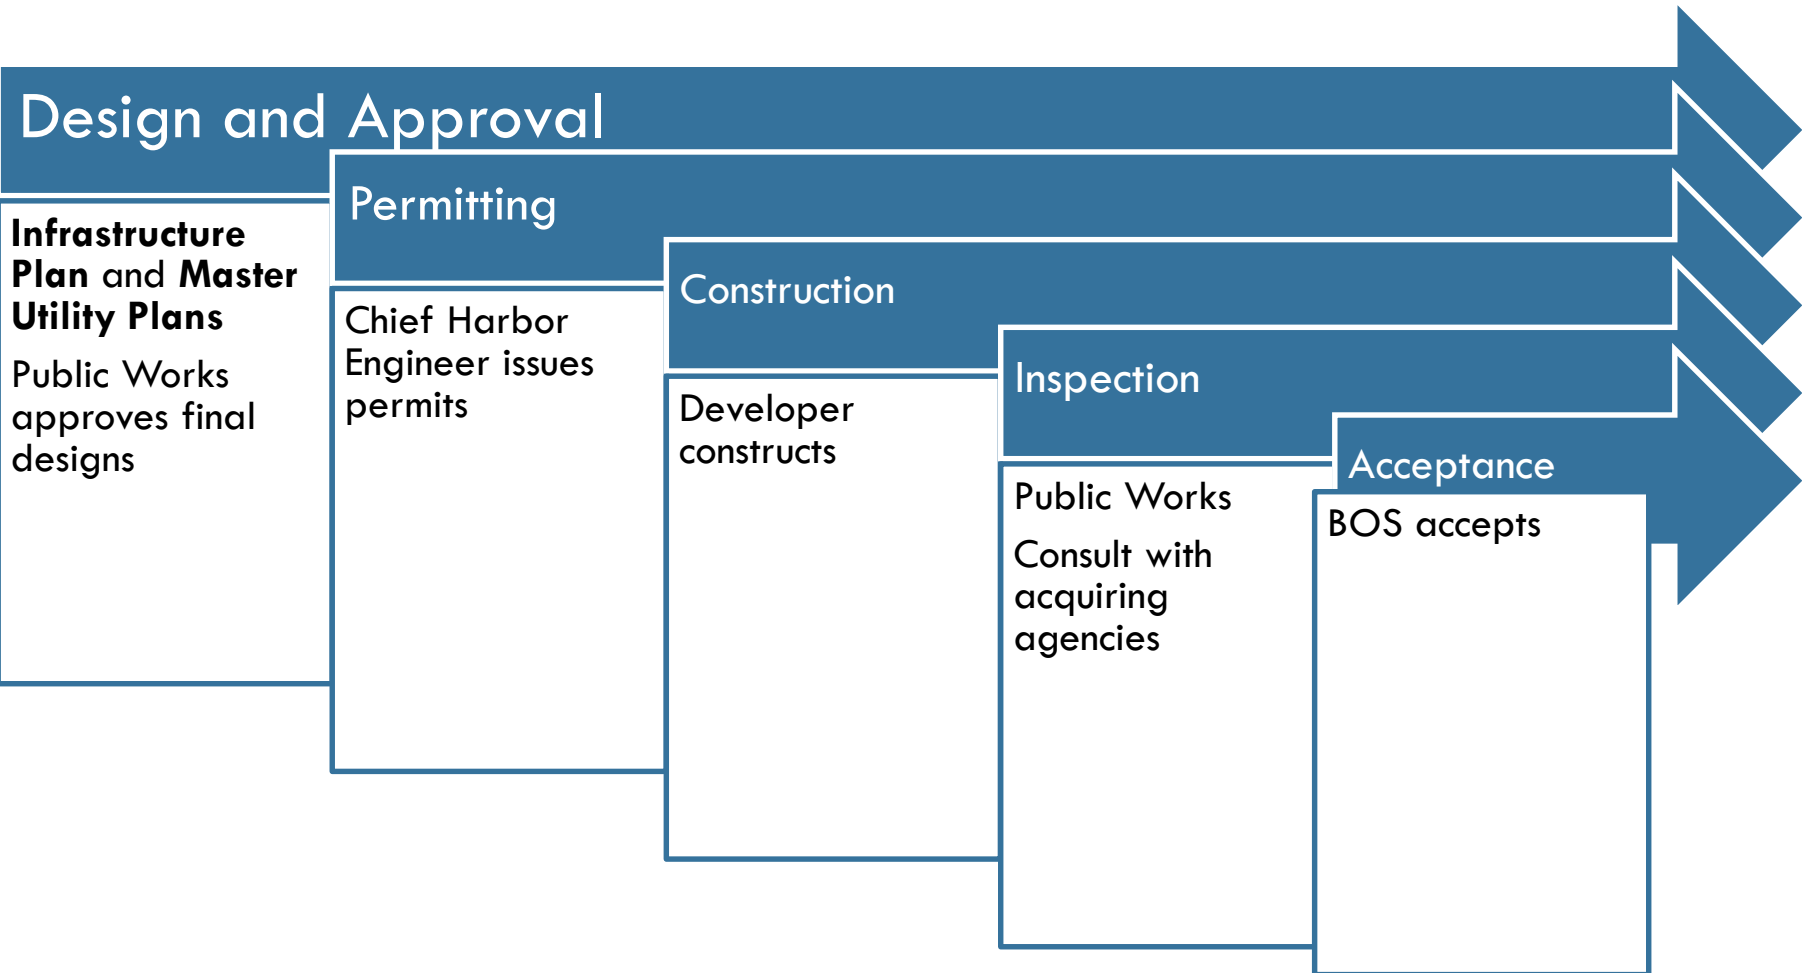 Design and Approval
Infrastructure
Plan and Master
Utility Plans
Public Works
approves final
designs
Permitting
Chief Harbor
Engineer issues
permits
Construction
Developer
constructs
Inspection
Public Works
Consult with
acquiring
agencies
Acceptance
BOS accepts